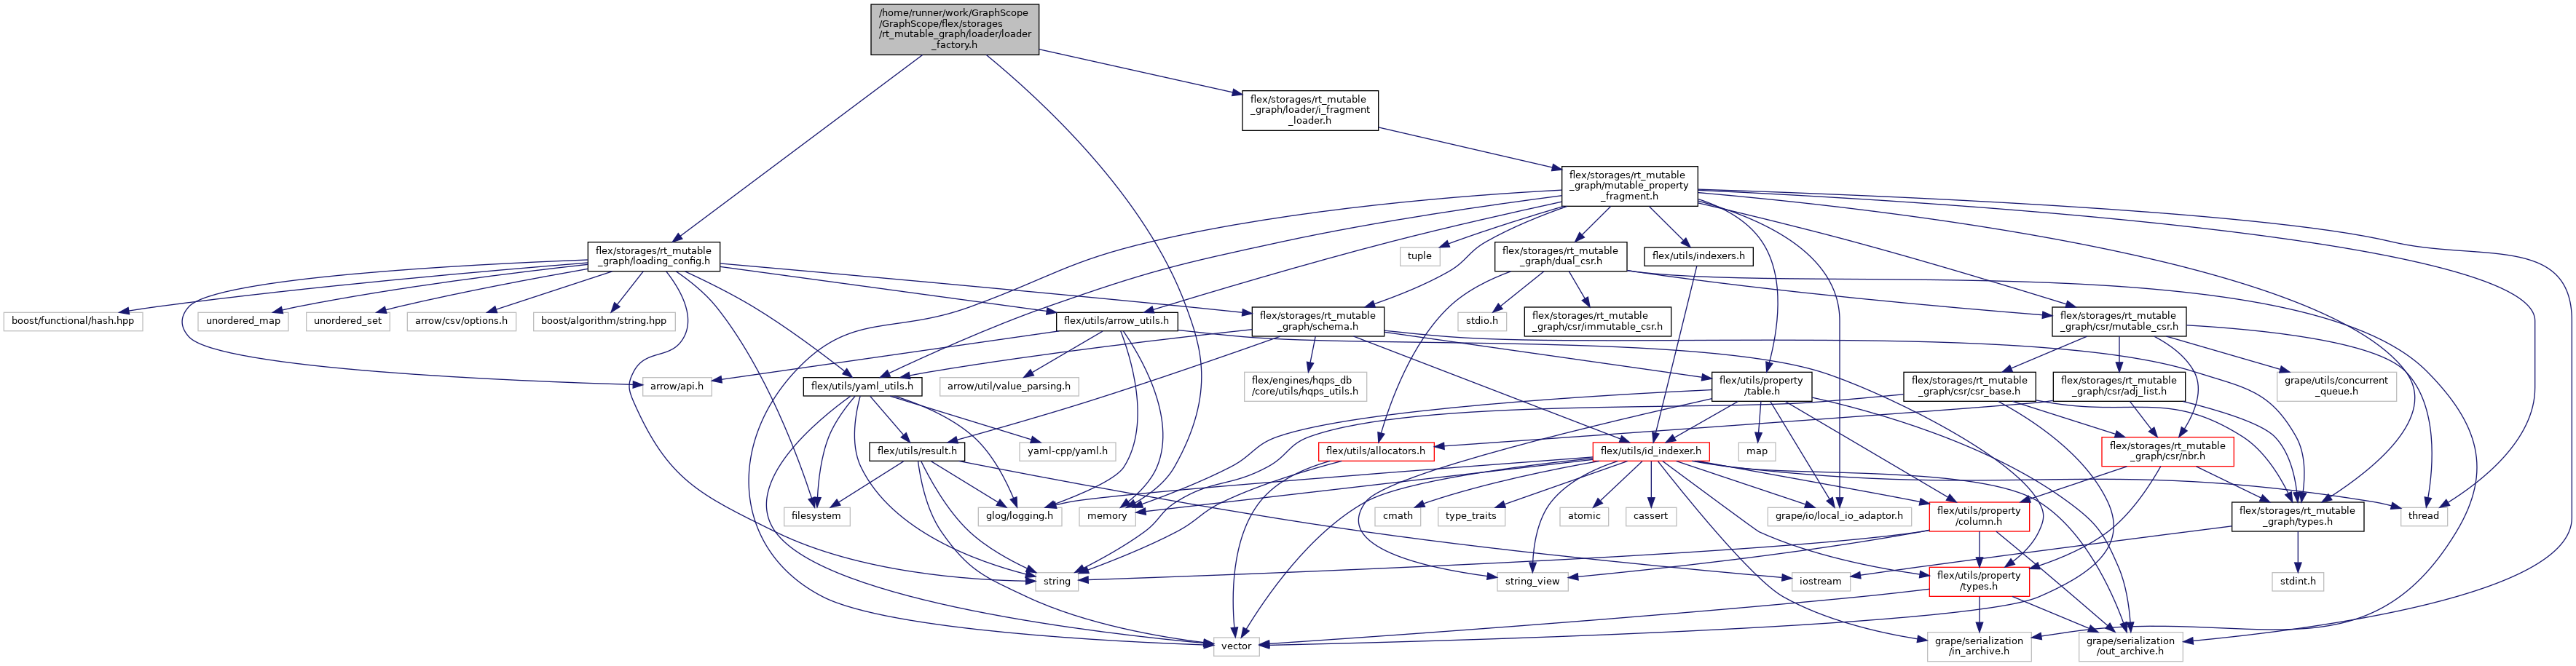 /home/runner/work/GraphScope
/GraphScope/flex/storages
/rt_mutable_graph/loader/loader
_factory.h
flex/storages/rt_mutable
_graph/loader/i_fragment
_loader.h
flex/storages/rt_mutable
_graph/mutable_property
_fragment.h
flex/storages/rt_mutable
_graph/loading_config.h
tuple
flex/storages/rt_mutable
_graph/dual_csr.h
flex/utils/indexers.h
boost/functional/hash.hpp
unordered_map
unordered_set
arrow/csv/options.h
boost/algorithm/string.hpp
flex/utils/arrow_utils.h
flex/storages/rt_mutable
_graph/schema.h
stdio.h
flex/storages/rt_mutable
_graph/csr/immutable_csr.h
flex/storages/rt_mutable
_graph/csr/mutable_csr.h
arrow/api.h
flex/utils/yaml_utils.h
arrow/util/value_parsing.h
flex/engines/hqps_db
/core/utils/hqps_utils.h
flex/utils/property
/table.h
flex/storages/rt_mutable
_graph/csr/csr_base.h
flex/storages/rt_mutable
_graph/csr/adj_list.h
grape/utils/concurrent
_queue.h
flex/utils/result.h
yaml-cpp/yaml.h
flex/utils/allocators.h
flex/utils/id_indexer.h
map
flex/storages/rt_mutable
_graph/csr/nbr.h
filesystem
glog/logging.h
memory
cmath
type_traits
atomic
cassert
grape/io/local_io_adaptor.h
flex/utils/property
/column.h
flex/storages/rt_mutable
_graph/types.h
thread
string
string_view
iostream
flex/utils/property
/types.h
stdint.h
vector
grape/serialization
/in_archive.h
grape/serialization
/out_archive.h